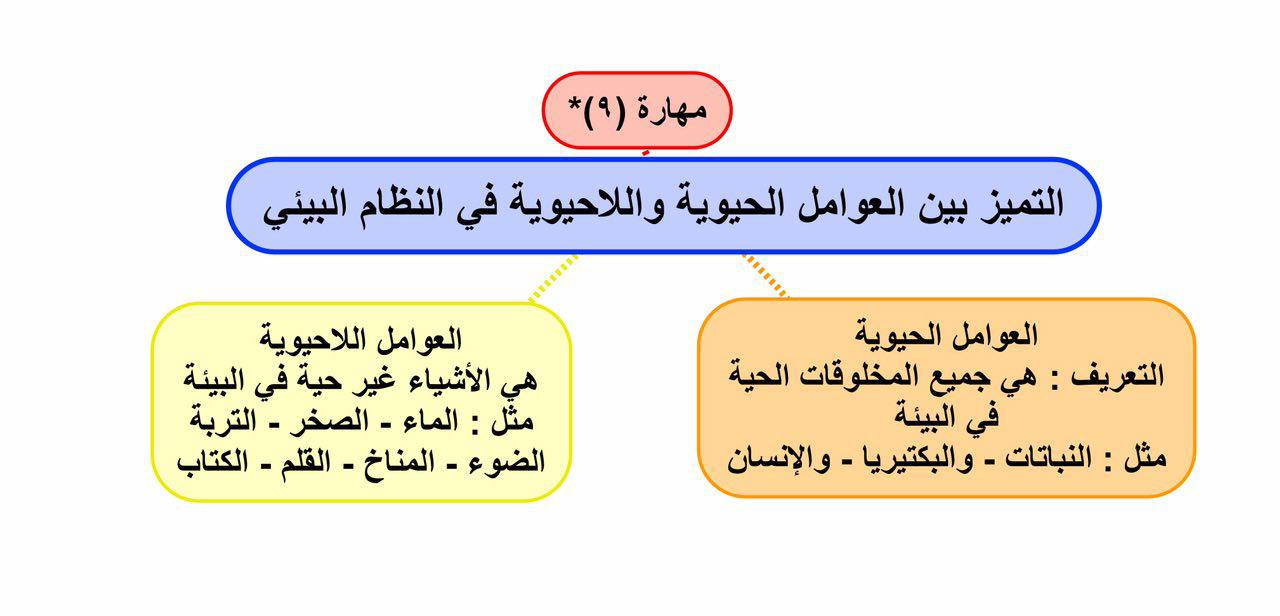 مهارة (٩)*
التميز بين العوامل الحيوية واللاحيوية في النظام البيئي
العوامل الحيوية
التعريف : هي جميع المخلوقات الحية
في البيئة
مثل : النباتات - والبكتيريا - والإنسان
العوامل اللاحيوية
هي الأشياء غير حية في البيئة
مثل : الماء - الصخر - التربة
الضوء - المناخ - القلم - الكتاب